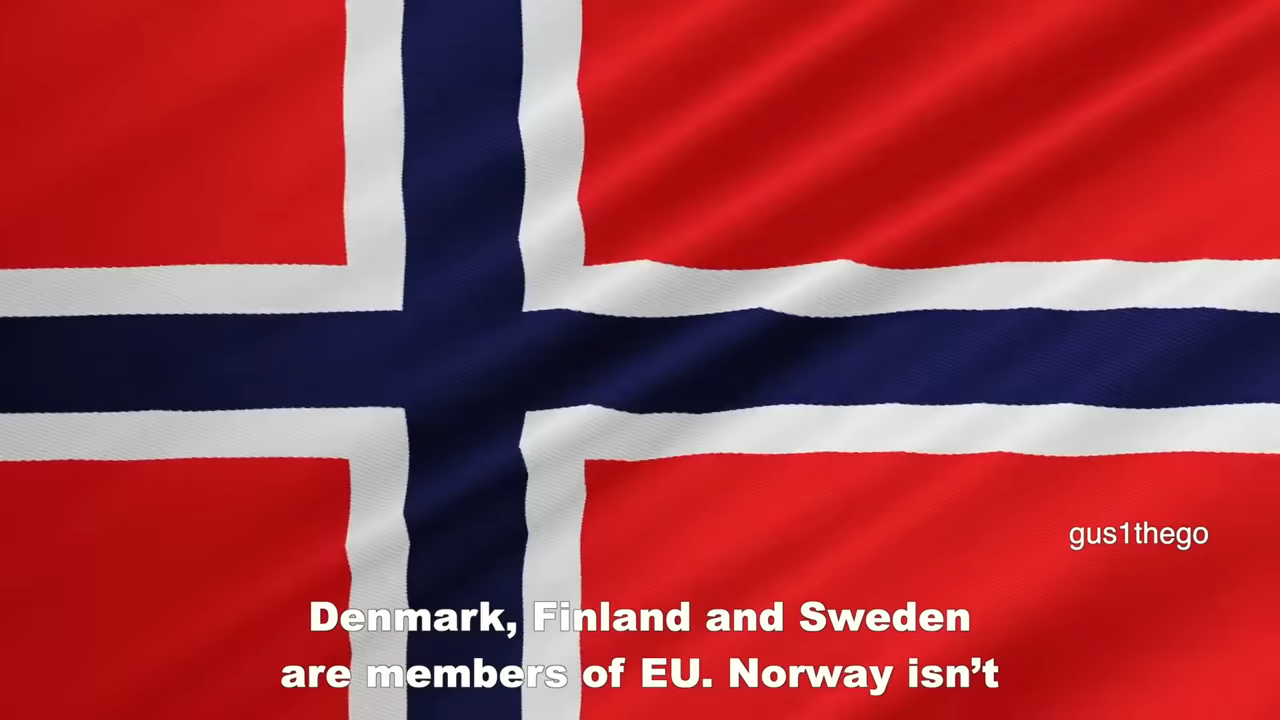 gus1thego
Denmark, Finland and Sweden
are members of EU. Norway isn’t